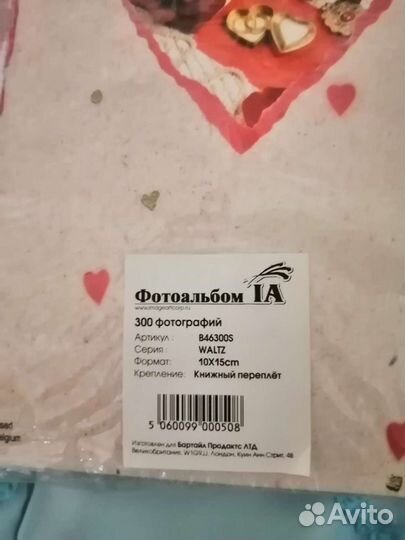 Фотоальбом IA
www.imageartcorp.ru
300 фотографий
Артикул : B46300S
Серия : WALTZ
Формат: 10X15cm
Крепление: Книжный переплёт
5 060099 000508
Изготовлен для Бартайл Продактс ЛТД
Великобритания, W1G9JJ, Лондон, Куин Анн Стрит, 48
elgium
Avito